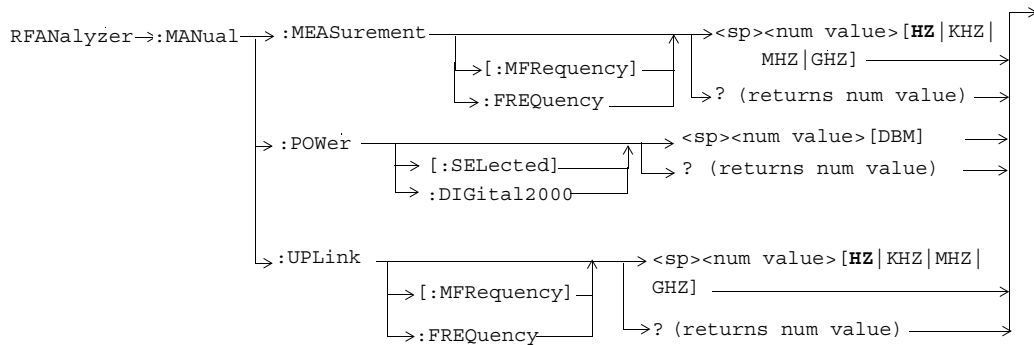 RFANalyzer :MANual :MEASurement <sp><num value>[HZ|KHZ|
MHZ|GHZ]
[:MFRequency]
:FREQuency
? (returns num value)
:POWer <sp><num value>[DBM]
[:SELected]
? (returns num value)
:DIGital2000
:UPLink <sp><num value>[HZ|KHZ|MHZ|
GHZ]
[:MFRequency]
:FREQuency
? (returns num value)